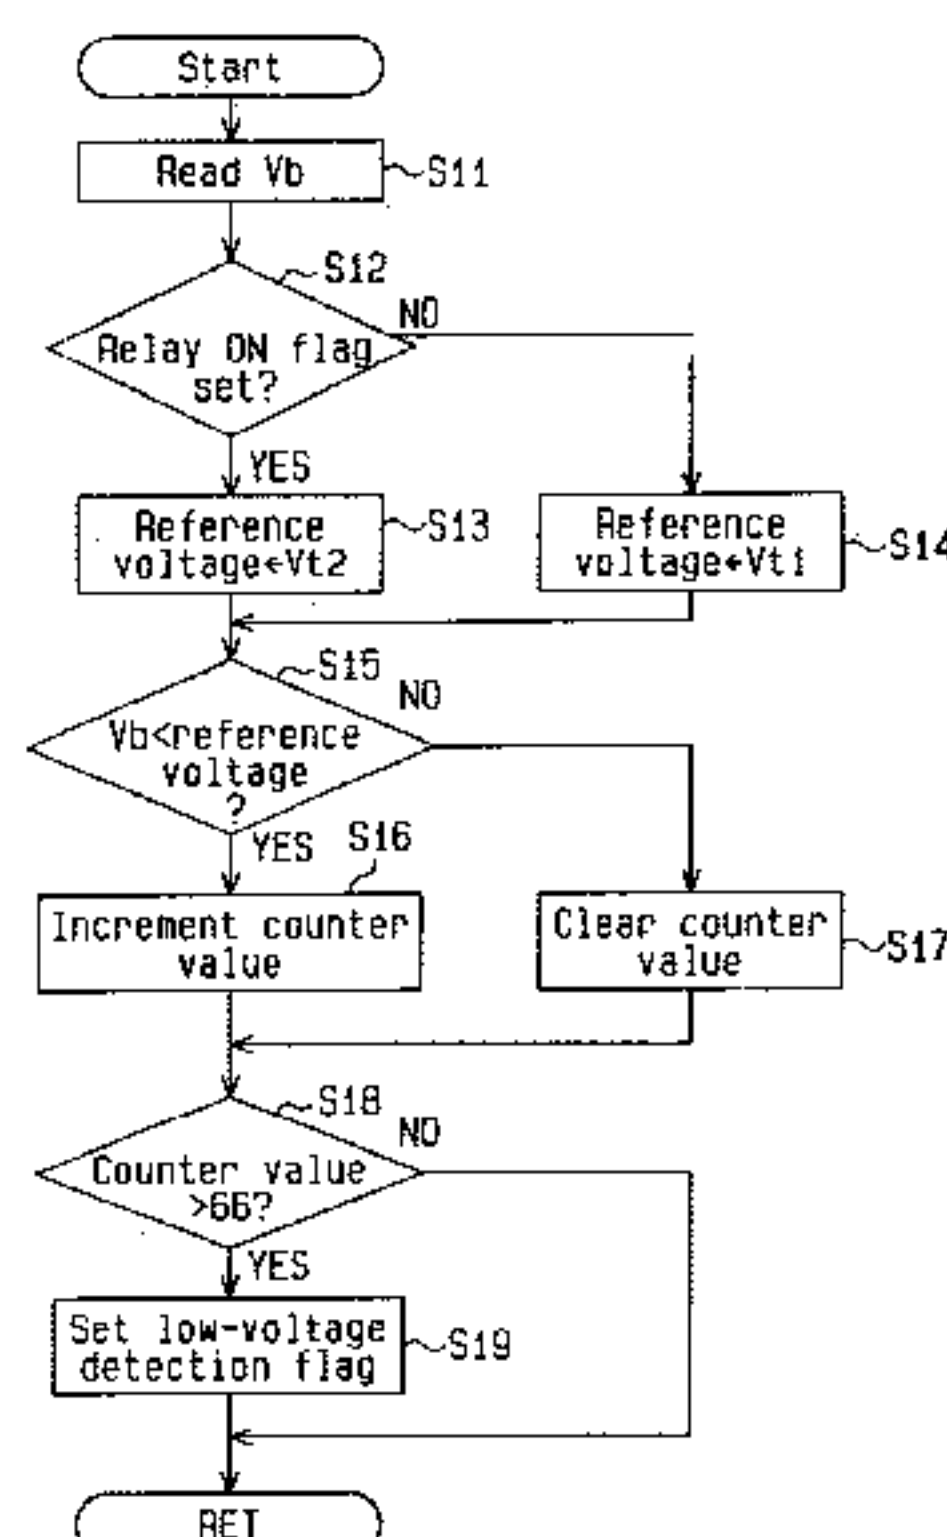 Start
Read Vb
S11
S12
NO
Relay ON flag
set?
YES
Reference
voltage←Vt2
S13
Reference
voltage←Vt1
S14
S15
NO
Vb<reference
voltage
?
YES
S16
Increment counter
value
Clear counter
value
S17
S18
NO
Counter value
>66?
YES
Set low-voltage
detection flag
S19
RET